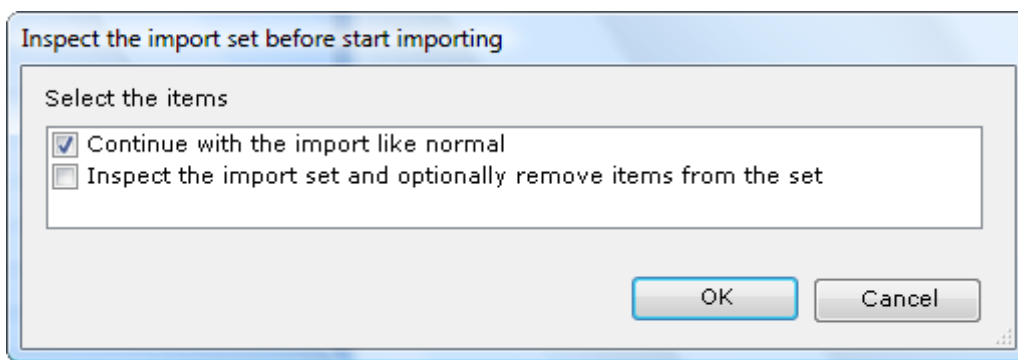 Inspect the import set before start importing
Select the items
Continue with the import like normal
Inspect the import set and optionally remove items from the set
OK Cancel